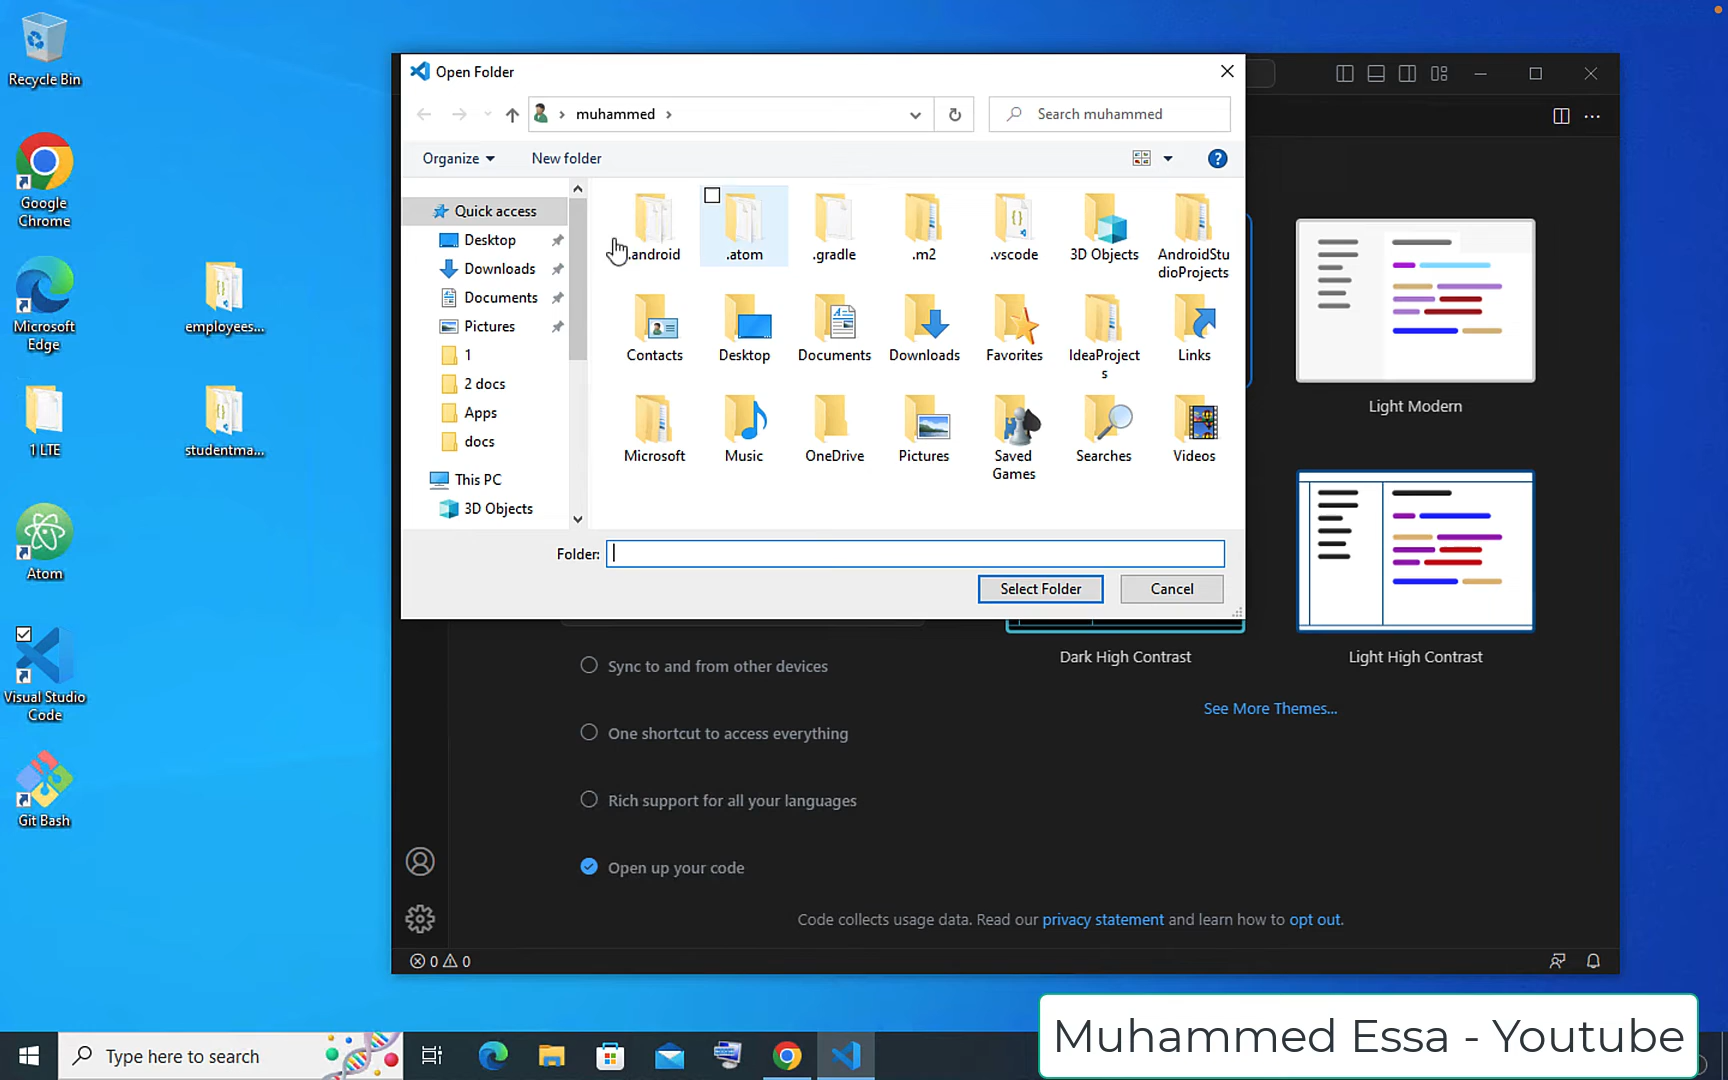 Recycle Bin
Google
Chrome
Microsoft
Edge
1 LTE
Atom
Visual Studio
Code
Git Bash
employees...
studentma...
Open Folder
muhammed
Search muhammed
Organize
New folder
Quick access
Desktop
Downloads
Documents
Pictures
1
2 docs
Apps
docs
This PC
3D Objects
.android
.atom
.gradle
.m2
.vscode
3D Objects
AndroidStu
dioProjects
Contacts
Desktop
Documents
Downloads
Favorites
IdeaProject
s
Links
Microsoft
Music
OneDrive
Pictures
Saved
Games
Searches
Videos
Folder:
Select Folder
Cancel
Light Modern
Dark High Contrast
Light High Contrast
See More Themes...
Sync to and from other devices
One shortcut to access everything
Rich support for all your languages
Open up your code
Code collects usage data. Read our privacy statement and learn how to opt out.
0 0
Type here to search
Muhammed Essa - Youtube